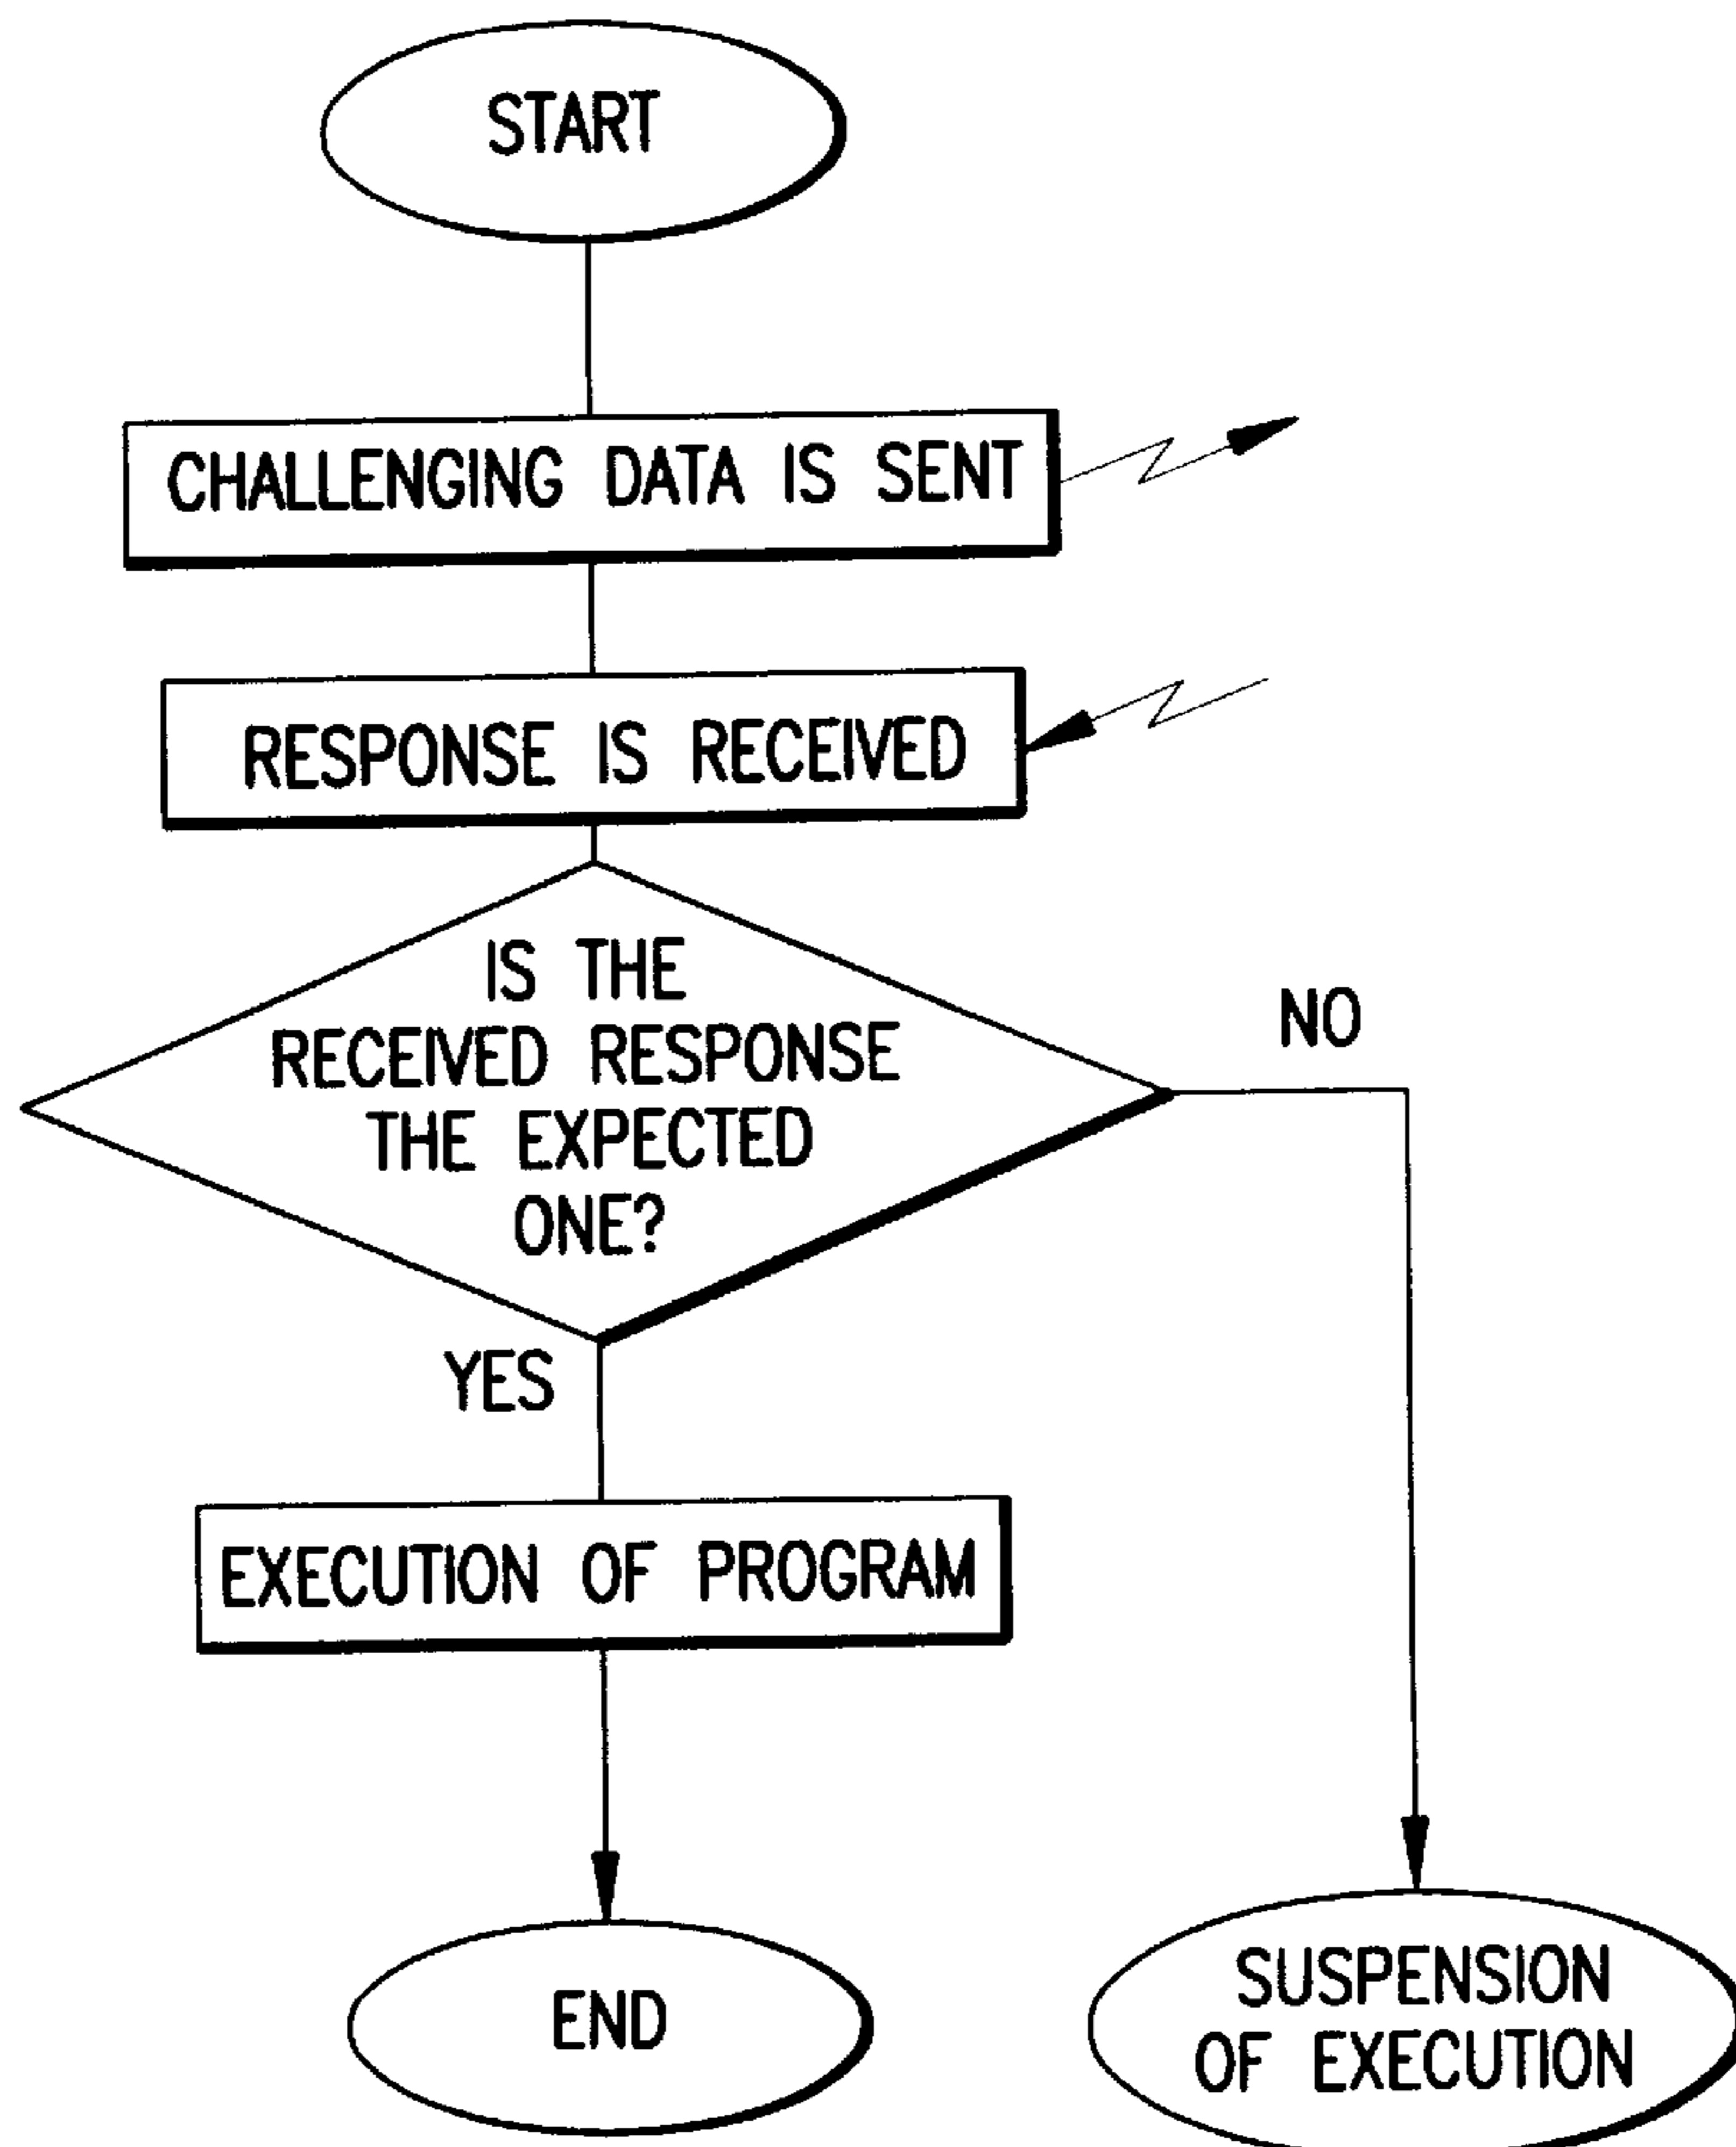 START
CHALLENGING DATA IS SENT
RESPONSE IS RECEIVED
IS THE
RECEIVED RESPONSE
THE EXPECTED
ONE?
NO
YES
EXECUTION OF PROGRAM
END
SUSPENSION
OF EXECUTION